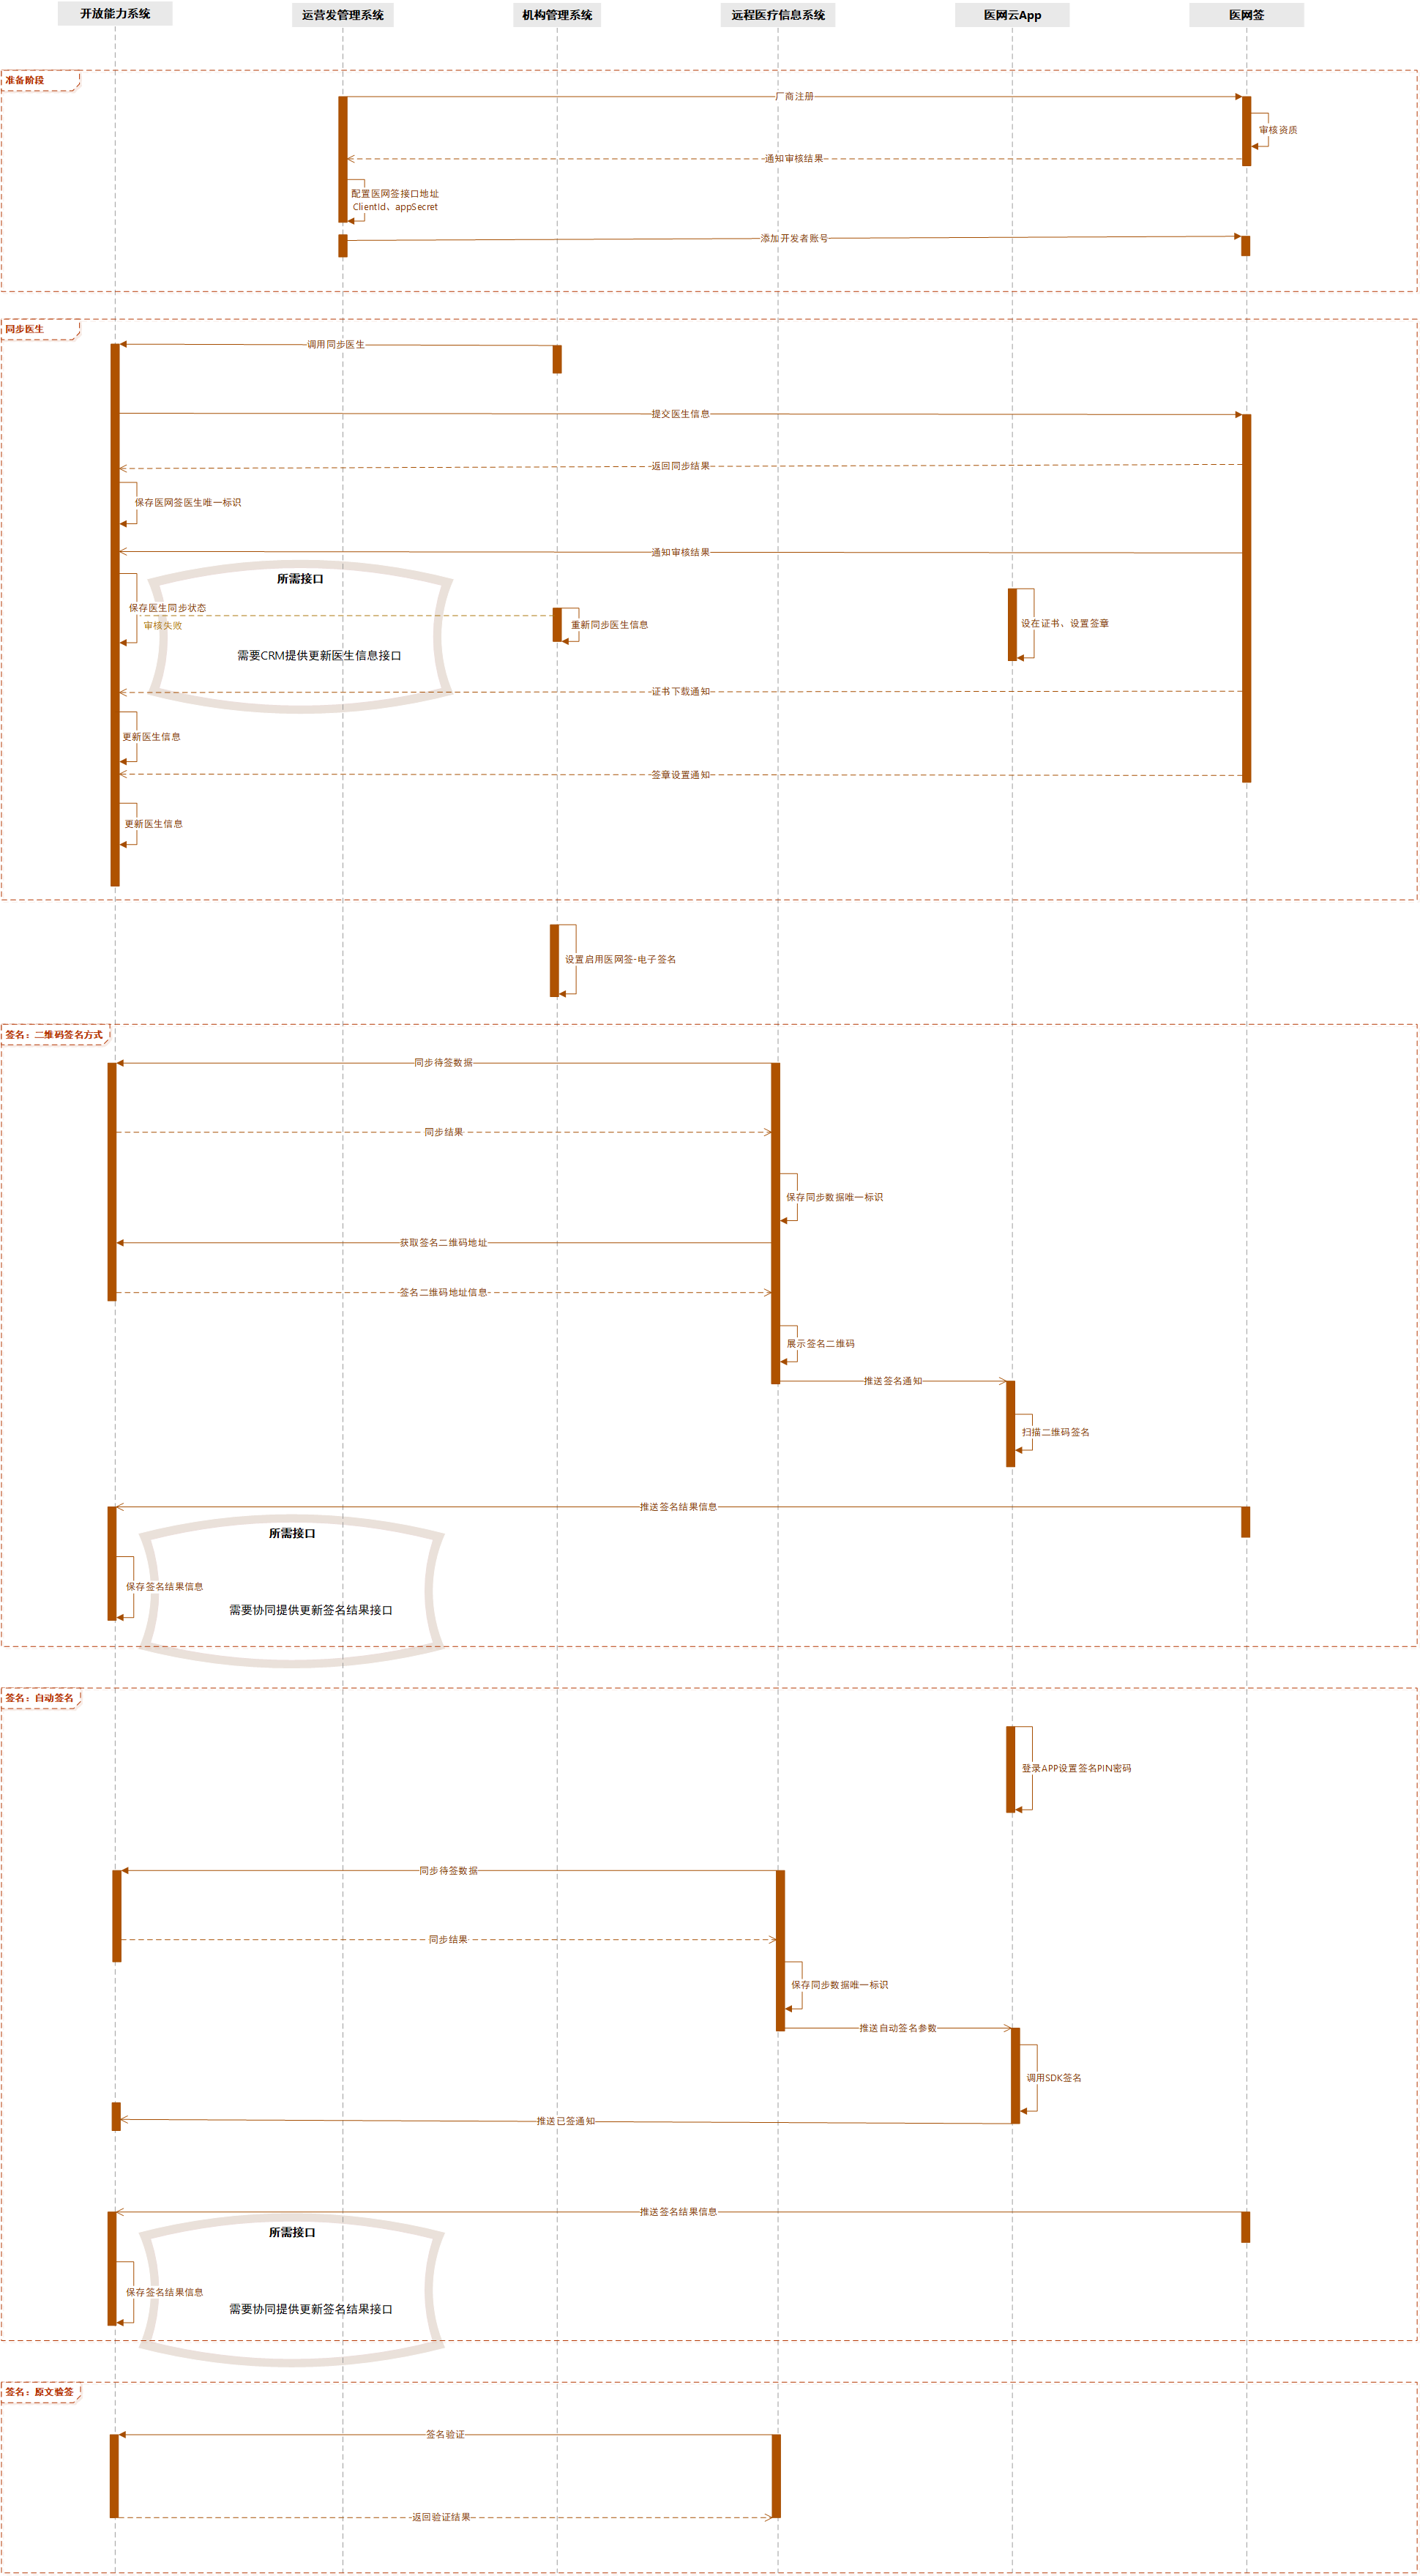 开放能力系统
运营发管理系统
机构管理系统
远程医疗信息系统
医网云App
医网签
准备阶段
厂商注册
审核资质
通知审核结果
配置医网签接口地址
ClientId、appSecret
添加开发者账号
同步医生
调用同步医生
提交医生信息
返回同步结果
保存医网签医生唯一标识
通知审核结果
所需接口
保存医生同步状态
审核失败
重新同步医生信息
设在证书、设置签章
需要CRM提供更新医生信息接口
证书下载通知
更新医生信息
签章设置通知
更新医生信息
设置启用医网签-电子签名
签名：二维码签名方式
同步待签数据
同步结果
保存同步数据唯一标识
获取签名二维码地址
签名二维码地址信息
展示签名二维码
推送签名通知
扫描二维码签名
推送签名结果信息
所需接口
保存签名结果信息
需要协同提供更新签名结果接口
签名：自动签名
登录APP设置签名PIN密码
同步待签数据
同步结果
保存同步数据唯一标识
推送自动签名参数
调用SDK签名
推送已签通知
推送签名结果信息
所需接口
保存签名结果信息
需要协同提供更新签名结果接口
签名：原文验签
签名验证
返回验证结果